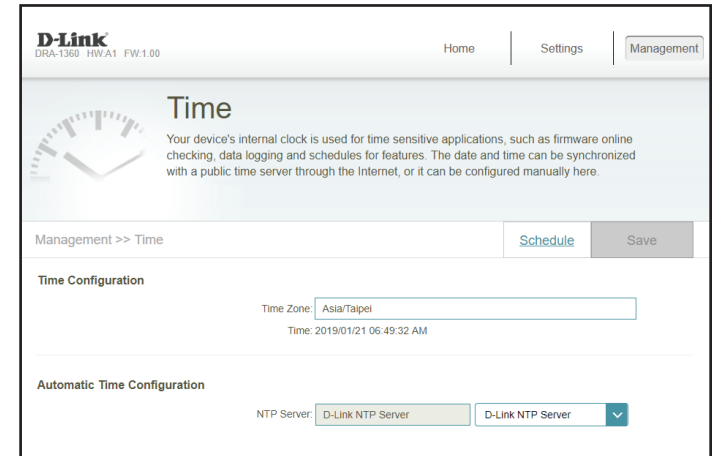 D-Link
DRA-1360 HW:A1 FW:1.00
Home
Settings
Management
Time
Your device's internal clock is used for time sensitive applications, such as firmware online
checking, data logging and schedules for features. The date and time can be synchronized
with a public time server through the Internet, or it can be configured manually here.
Management >> Time
Schedule
Save
Time Configuration
Time Zone: Asia/Taipei
Time: 2019/01/21 06:49:32 AM
Automatic Time Configuration
NTP Server: D-Link NTP Server D-Link NTP Server